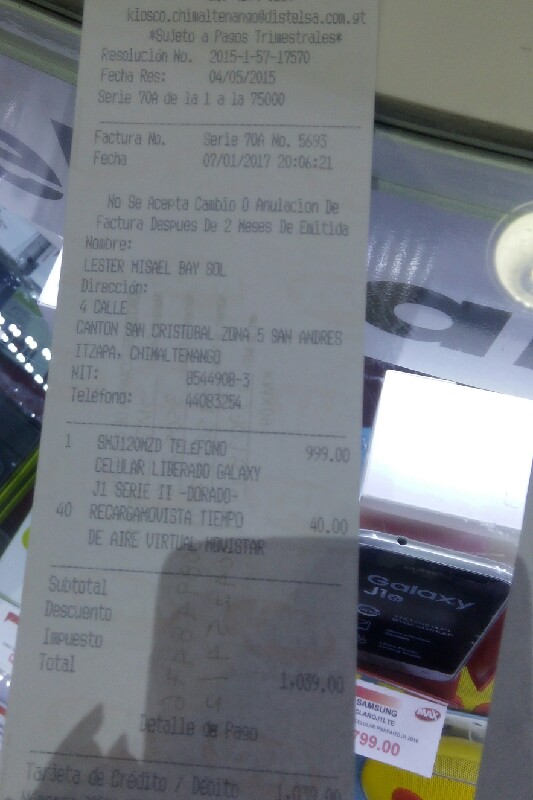 kiosco.chimaltenango@distelsa.com.gt
*Sujeto a Pagos Trimestrales*
Resolución No. 2015-1-57-17570
Fecha Res: 04/05/2015
Serie 70A de la 1 a la 75000
Factura No. Serie 70A No. 5693
Fecha 07/01/2017 20:06:21
No Se Acepta Cambio O Anulacion De
Factura Despues De 2 Meses De Emitida
Nombre:
LESTER MISAEL BAY SOL
Dirección:
4 CALLE
CANTON SAN CRISTOBAL ZONA 5 SAN ANDRES
ITZAPA, CHIMALTENANGO
NIT: 8544908-3
Teléfono: 44083254
1 SMJ120MZD TELEFONO 999.00
CELULAR LIBERADO GALAXY
J1 SERIE II -DORADO-
40 RECARGAMOVISTA TIEMPO 40.00
DE AIRE VIRTUAL MOVISTAR
Subtotal
Descuento
Impuesto
Total 1,039.00
Detalle de Pago
Tarjeta de Crédito / Débito 1,039.00
Galaxy
J1
SAMSUNG
MAX
799.00